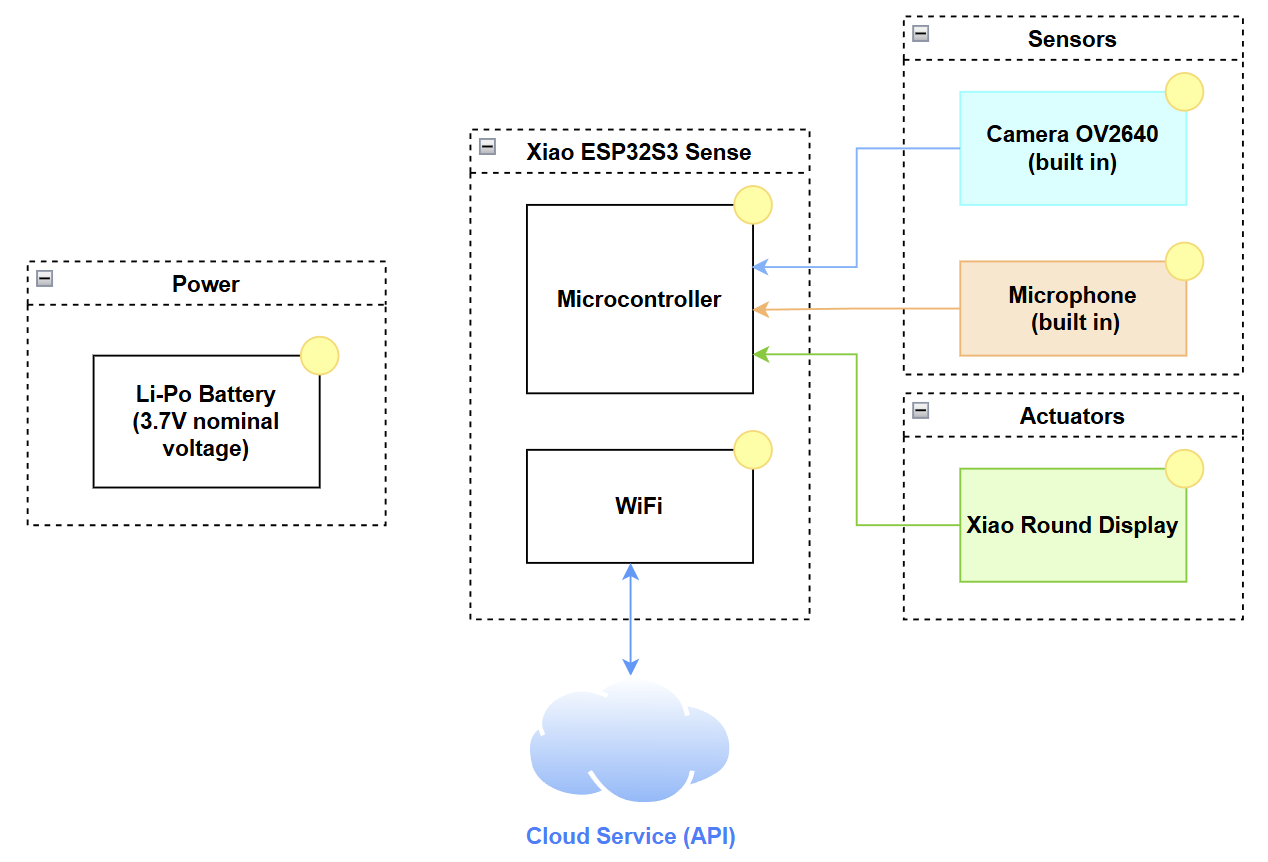 Power
Li-Po Battery
(3.7V nominal
voltage)
Xiao ESP32S3 Sense
Microcontroller
WiFi
Cloud Service (API)
Sensors
Camera OV2640
(built in)
Microphone
(built in)
Actuators
Xiao Round Display